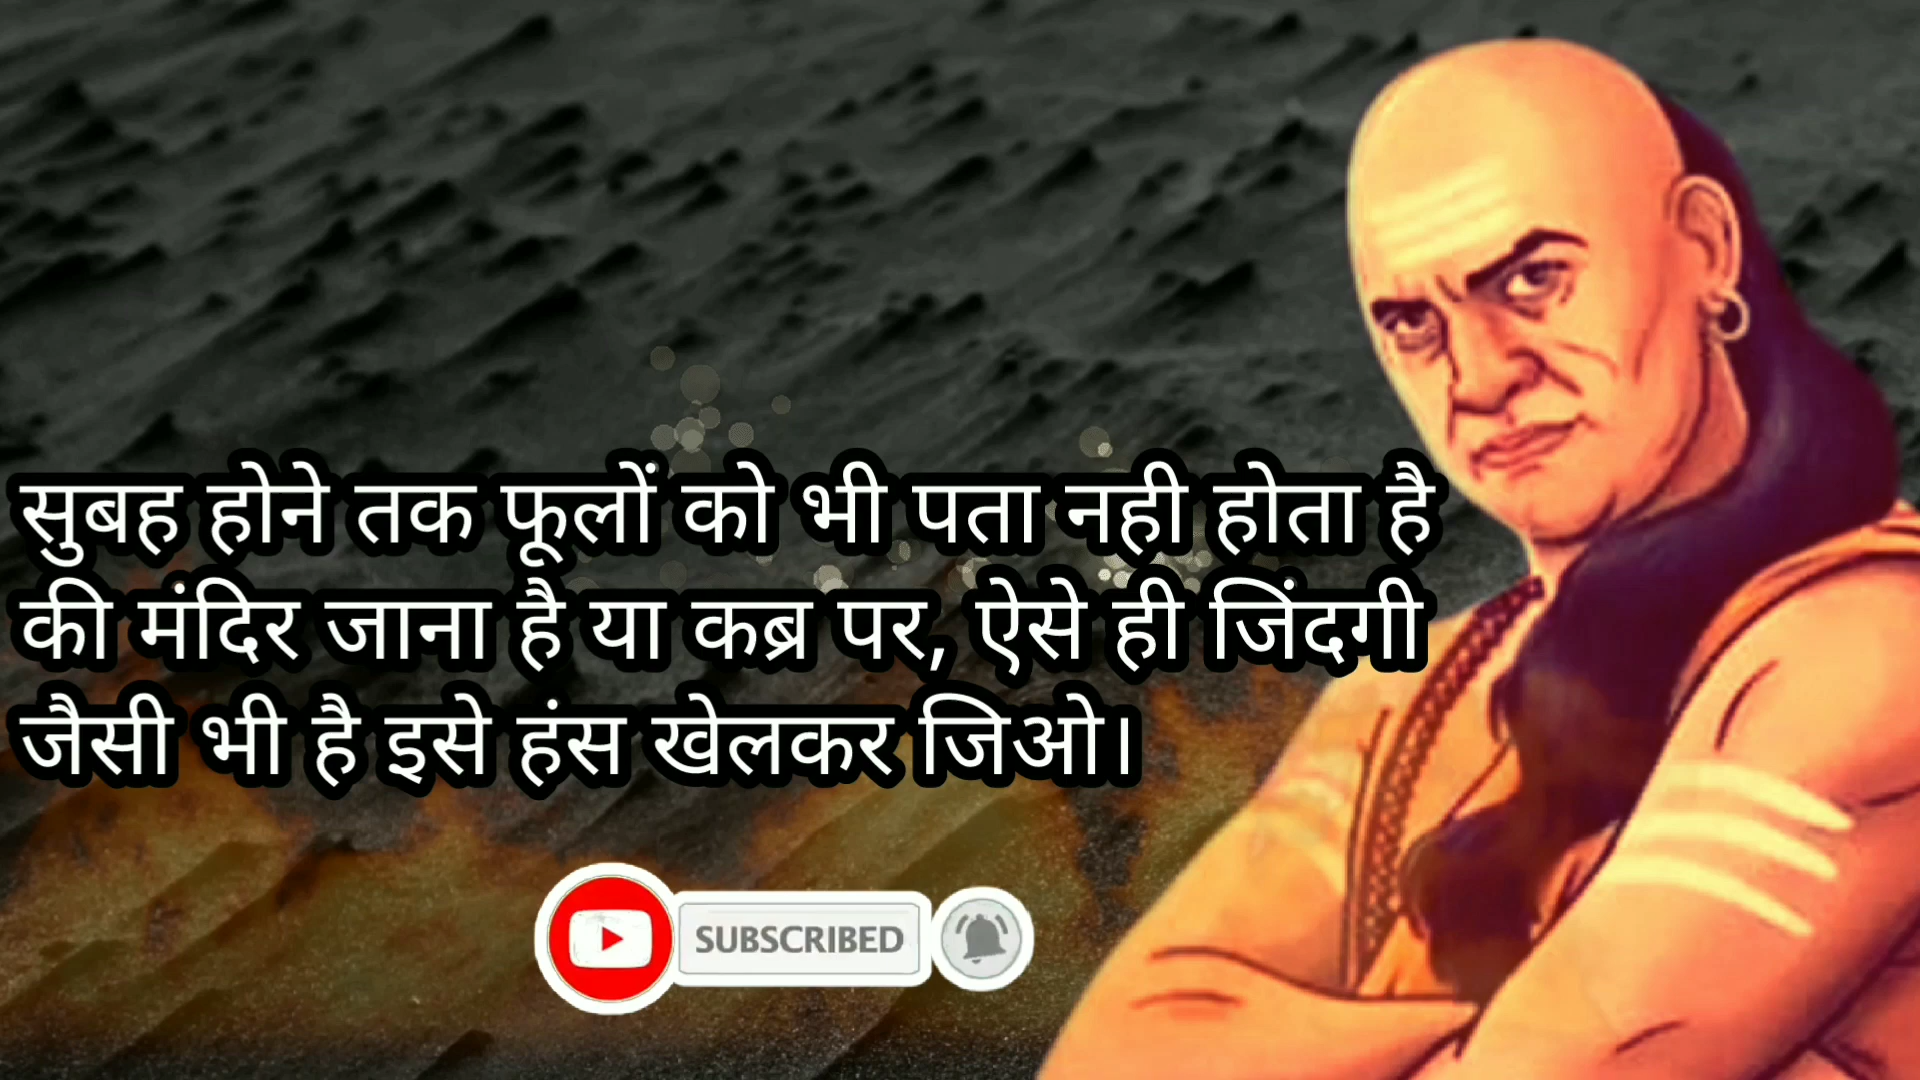 सुबह होने तक फूलों को भी पता नही होता है
की मंदिर जाना है या कब्र पर, ऐसे ही जिंदगी
जैसी भी है इसे हंस खेलकर जिओ।
SUBSCRIBED